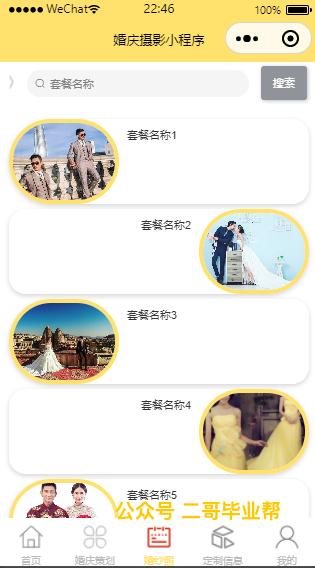 WeChat 22:46 100%
婚庆摄影小程序
套餐名称 搜索
套餐名称1
套餐名称2
套餐名称3
套餐名称4
套餐名称5
公众号 二哥毕业帮
首页 婚庆策划 婚纱照 定制信息 我的